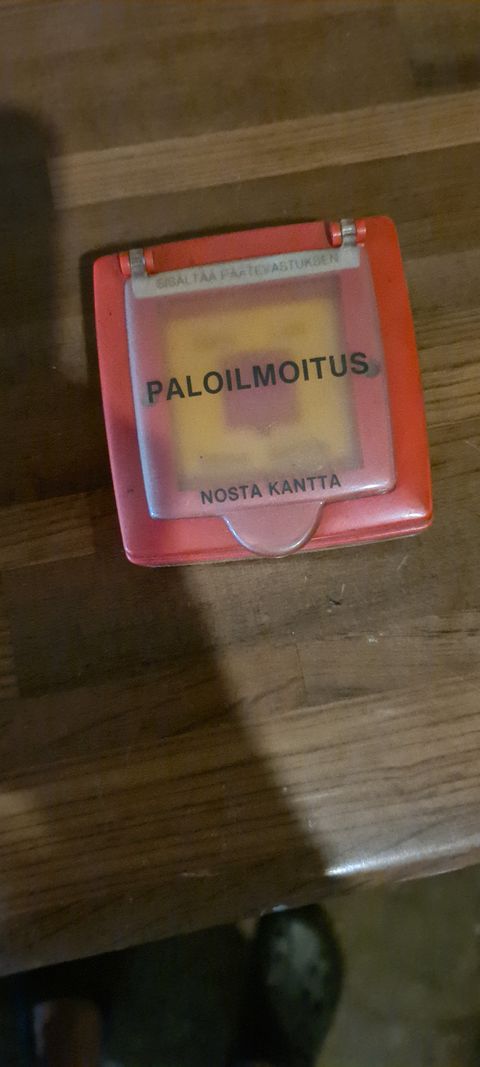 SISÄLTÄÄ PÄÄTEVASTUKSEN
PALOILMOITUS
NOSTA KANTTA